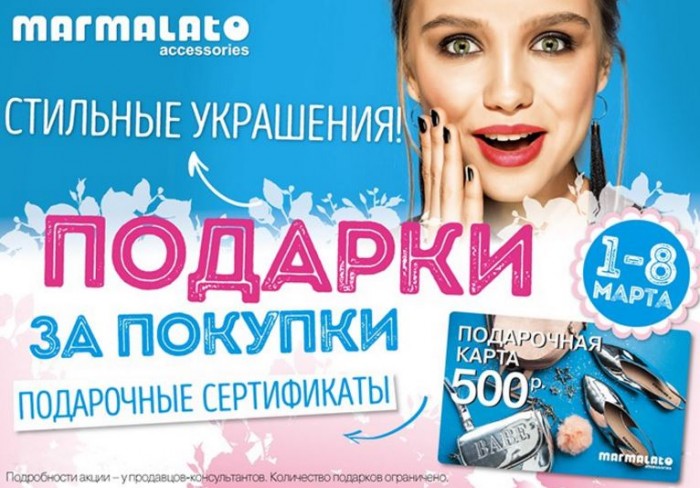 marmalato
accessories
СТИЛЬНЫЕ УКРАШЕНИЯ!
ПОДАРКИ
ЗА ПОКУПКИ
1-8
МАРТА
ПОДАРОЧНЫЕ СЕРТИФИКАТЫ
ПОДАРОЧНАЯ
КАРТА
500р.
BABE
marmalato
Подробности акции – у продавцов-консультантов. Количество подарков ограничено.